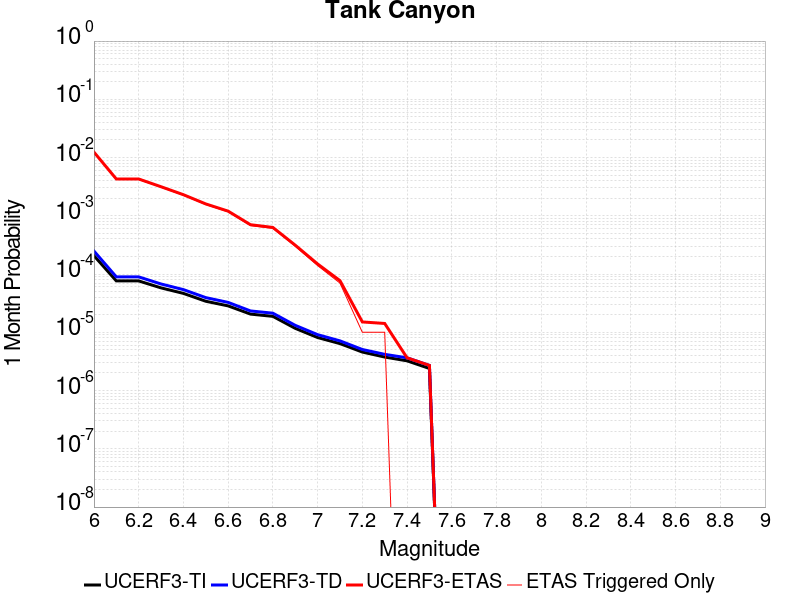 Tank Canyon
10^0
10^-1
10^-2
10^-3
10^-4
10^-5
10^-6
10^-7
10^-8
1 Month Probability
6 6.2 6.4 6.6 6.8 7 7.2 7.4 7.6 7.8 8 8.2 8.4 8.6 8.8 9
Magnitude
UCERF3-TI UCERF3-TD UCERF3-ETAS ETAS Triggered Only